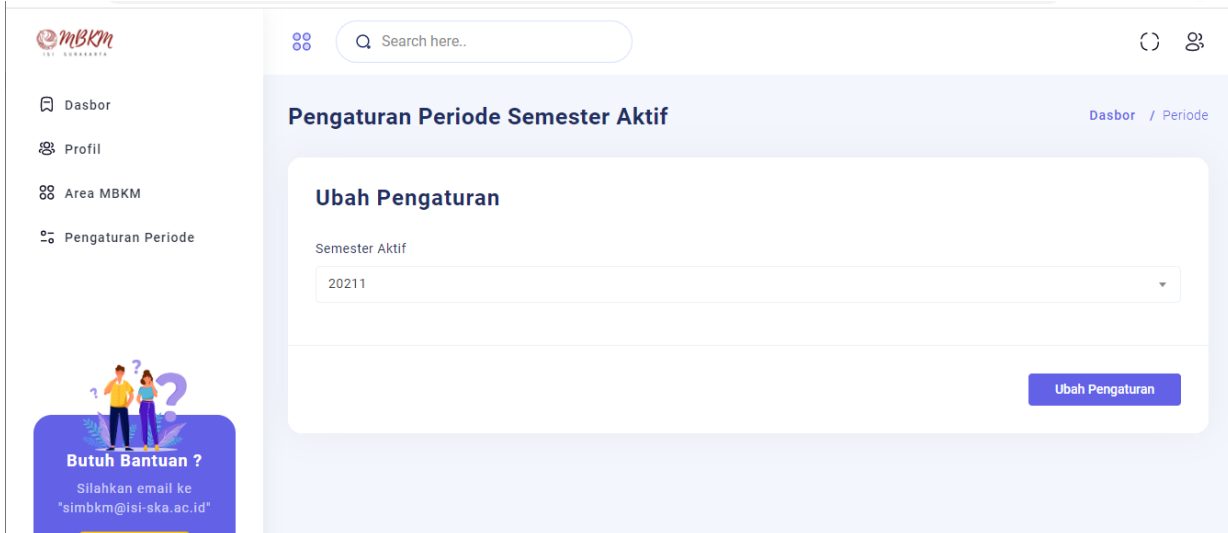 MBKM
ISI SURAKARTA
Search here..
Dasbor
Profil
Area MBKM
Pengaturan Periode
Pengaturan Periode Semester Aktif
Dasbor / Periode
Ubah Pengaturan
Semester Aktif
20211
Ubah Pengaturan
? ? ?
Butuh Bantuan ?
Silahkan email ke
"simbkm@isi-ska.ac.id"